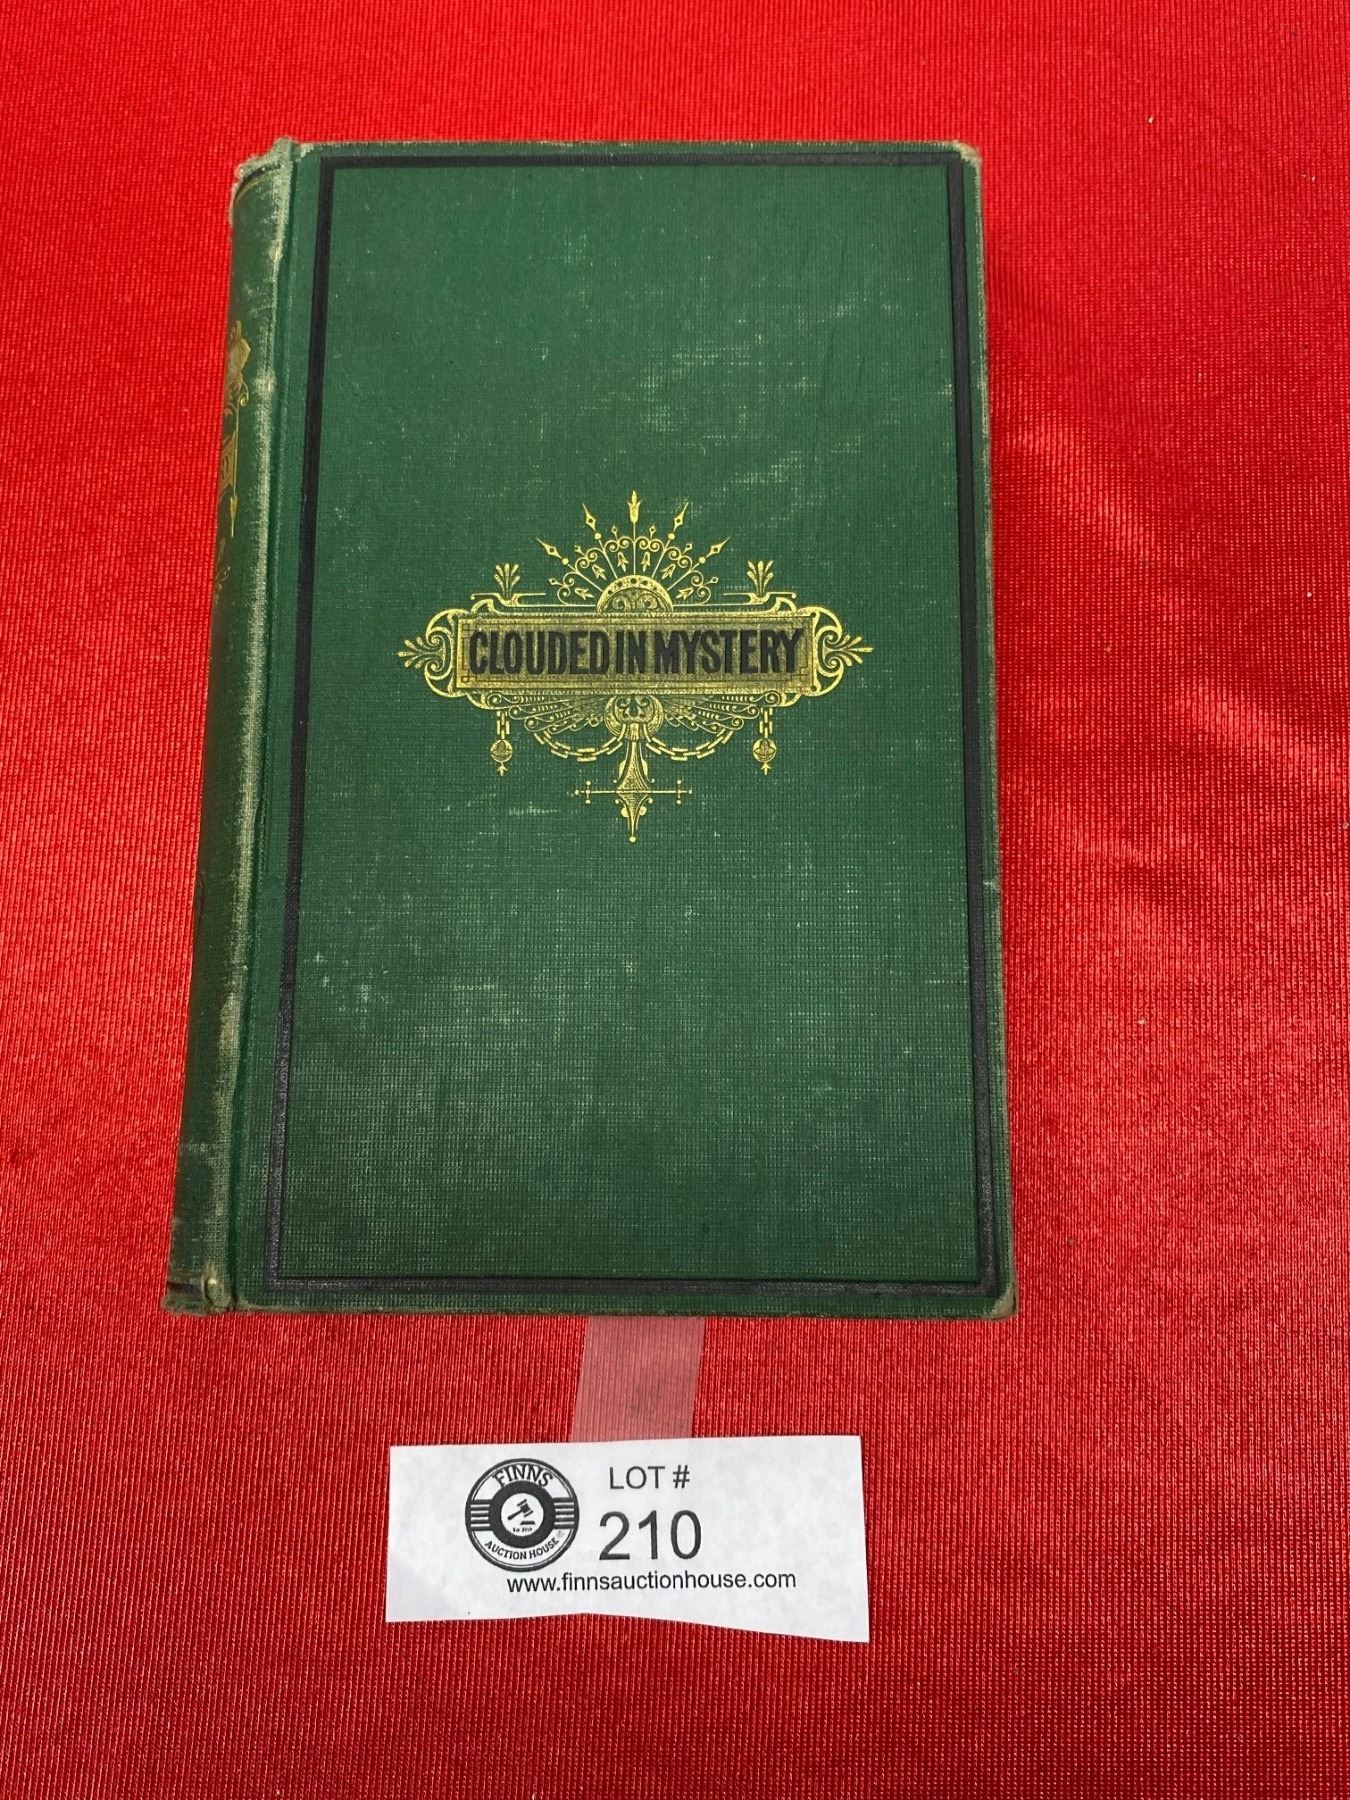 CLOUDED IN MYSTERY
FINNS
AUCTION HOUSE
LOT #
210
www.finnsauctionhouse.com